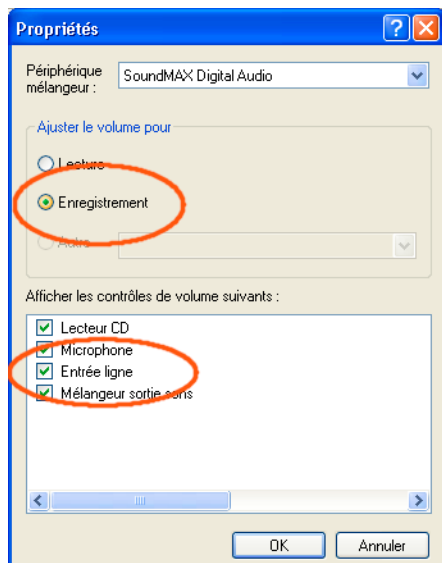 Propriétés
Périphérique
mélangeur :
SoundMAX Digital Audio
Ajuster le volume pour
Lecture
Enregistrement
Autre
Afficher les contrôles de volume suivants :
Lecteur CD
Microphone
Entrée ligne
Mélangeur sortie sons
OK
Annuler